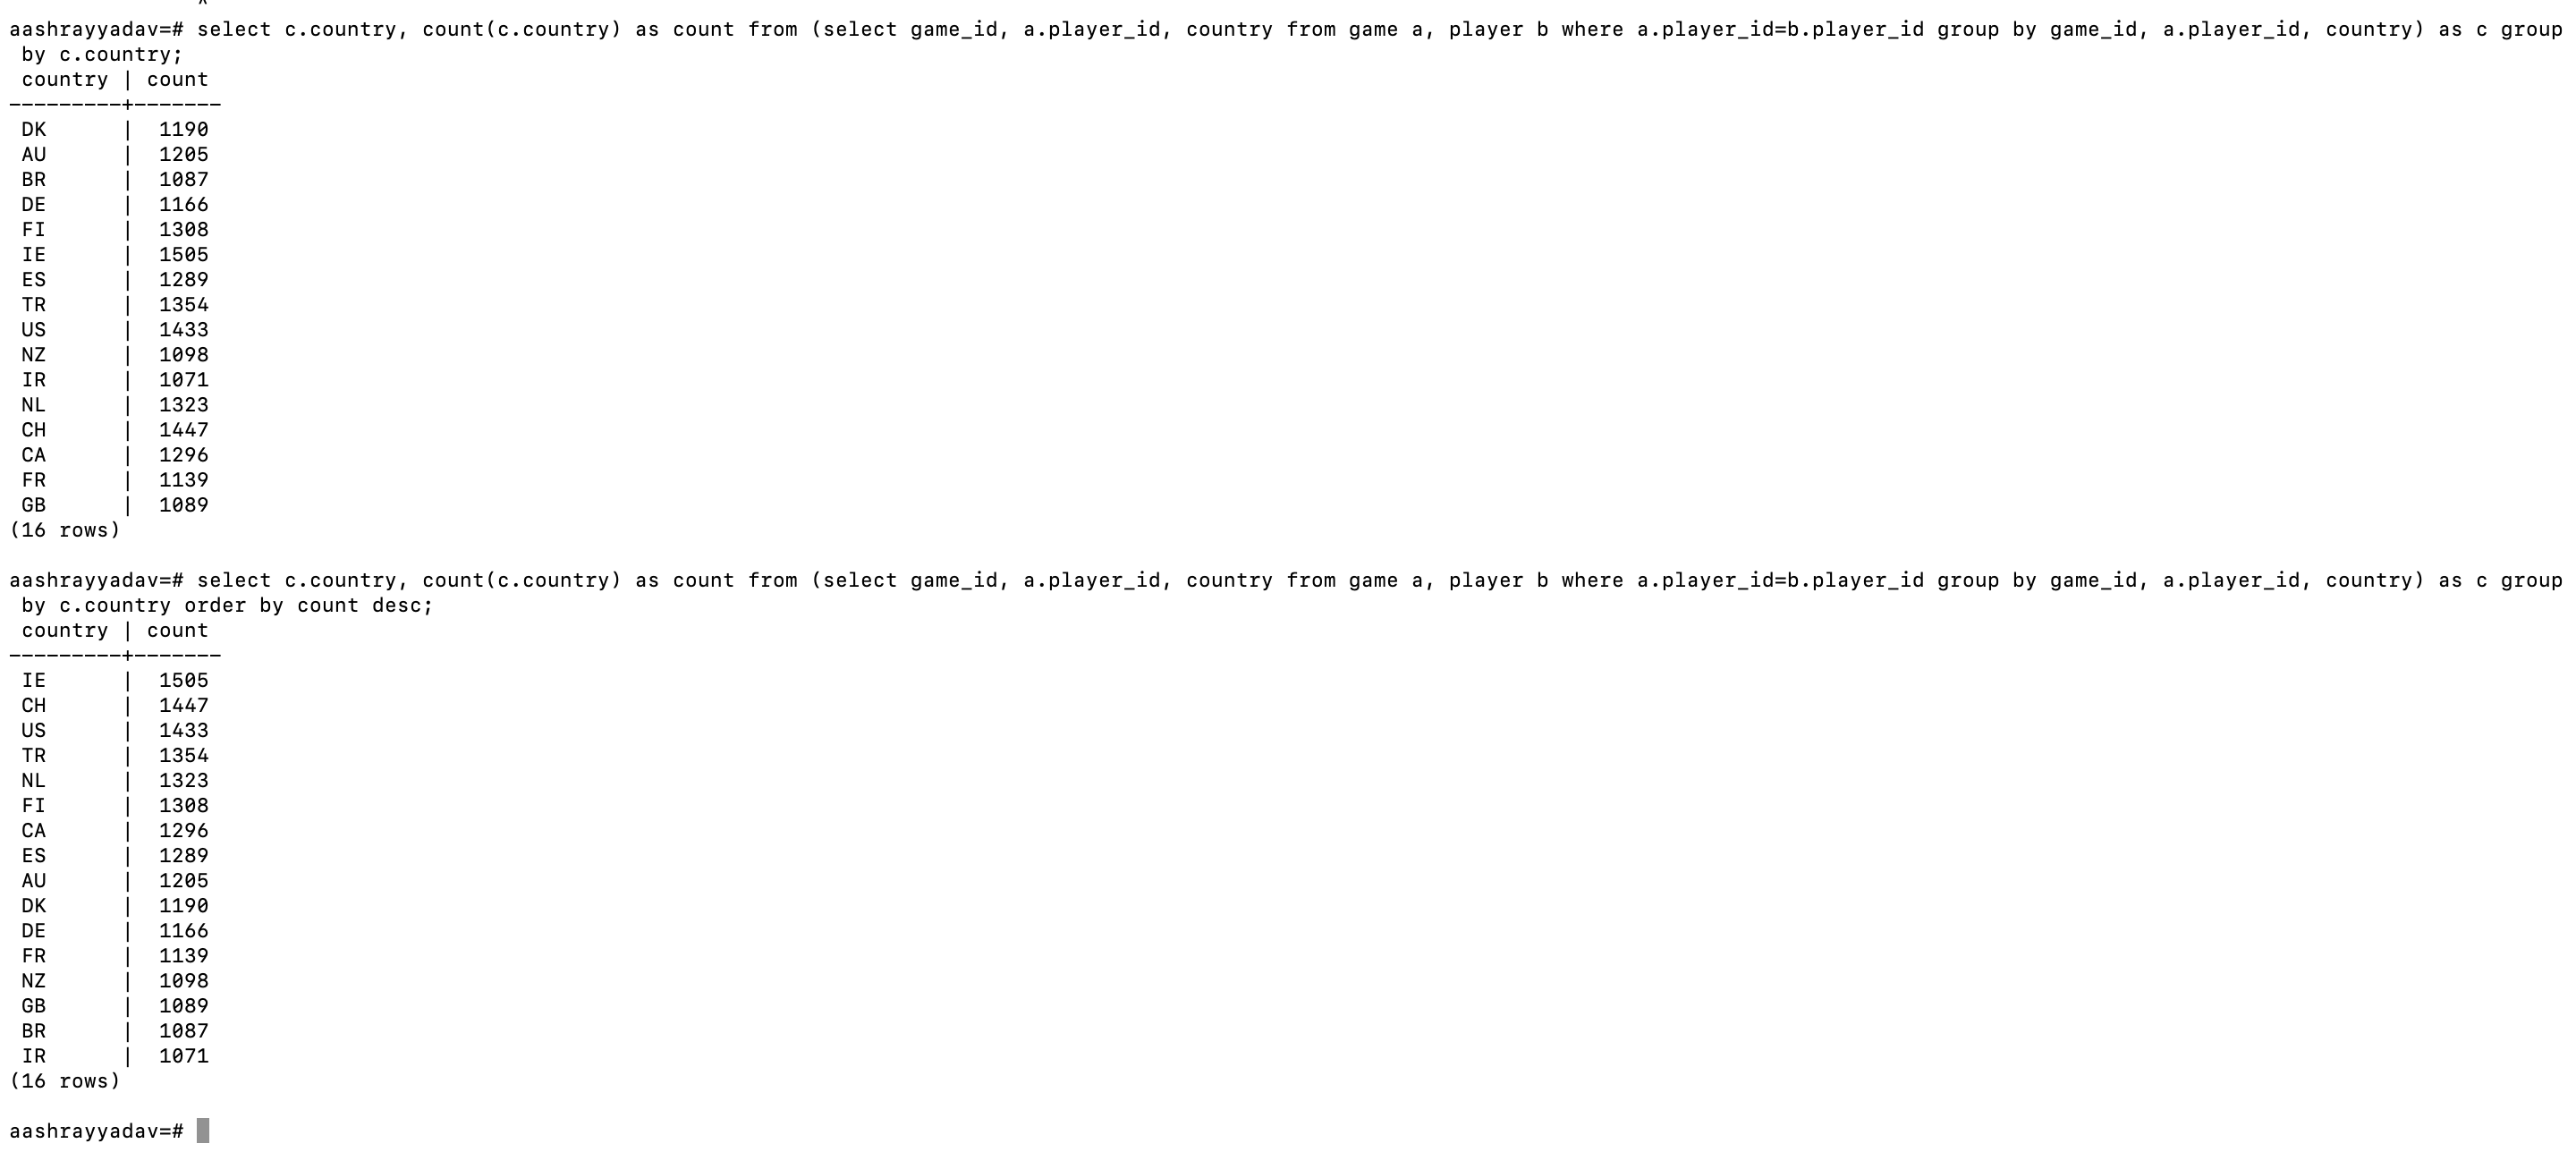 ^
aashrayyadav=# select c.country, count(c.country) as count from (select game_id, a.player_id, country from game a, player b where a.player_id=b.player_id group by game_id, a.player_id, country) as c group
 by c.country;
 country | count
---------+-------
 DK      |  1190
 AU      |  1205
 BR      |  1087
 DE      |  1166
 FI      |  1308
 IE      |  1505
 ES      |  1289
 TR      |  1354
 US      |  1433
 NZ      |  1098
 IR      |  1071
 NL      |  1323
 CH      |  1447
 CA      |  1296
 FR      |  1139
 GB      |  1089
(16 rows)

aashrayyadav=# select c.country, count(c.country) as count from (select game_id, a.player_id, country from game a, player b where a.player_id=b.player_id group by game_id, a.player_id, country) as c group
 by c.country order by count desc;
 country | count
---------+-------
 IE      |  1505
 CH      |  1447
 US      |  1433
 TR      |  1354
 NL      |  1323
 FI      |  1308
 CA      |  1296
 ES      |  1289
 AU      |  1205
 DK      |  1190
 DE      |  1166
 FR      |  1139
 NZ      |  1098
 GB      |  1089
 BR      |  1087
 IR      |  1071
(16 rows)

aashrayyadav=#